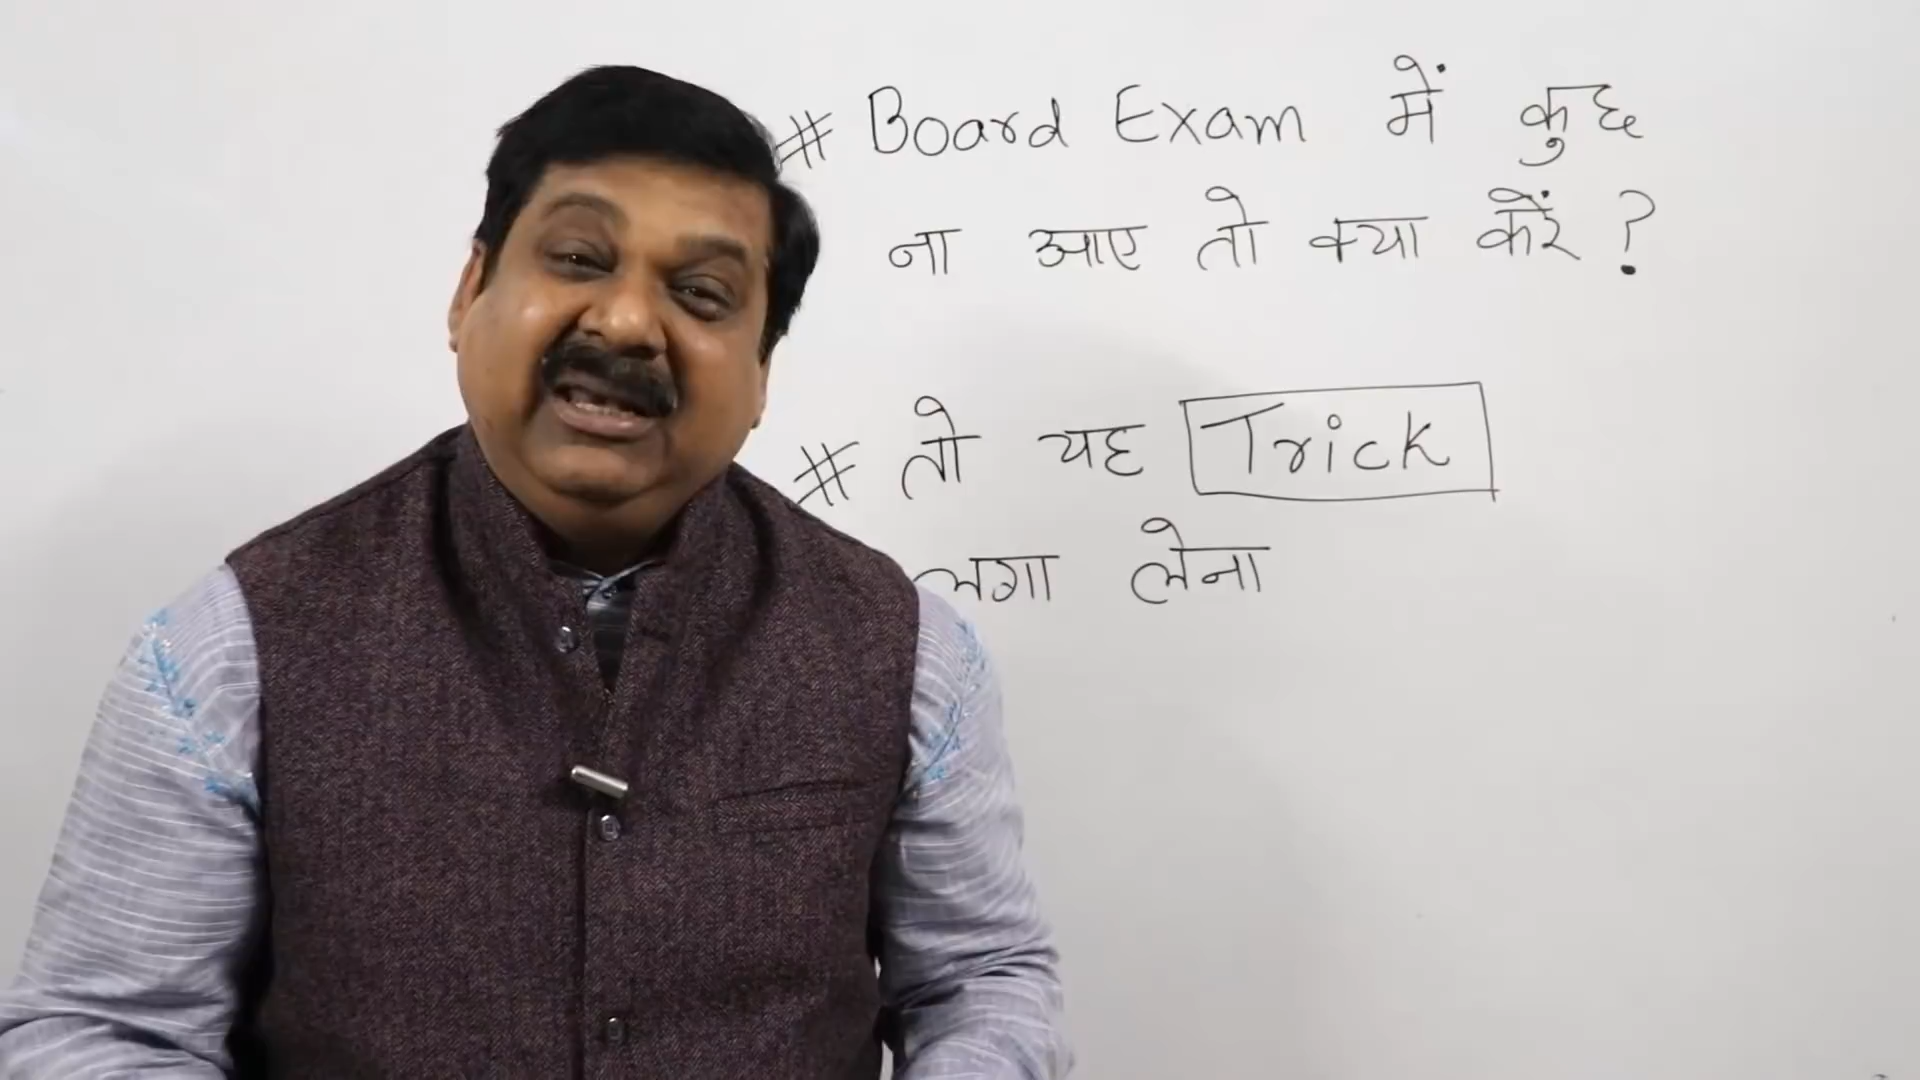 # Board Exam में कुछ
ना आए तो क्या करें ?
# तो यह Trick
लगा लेना